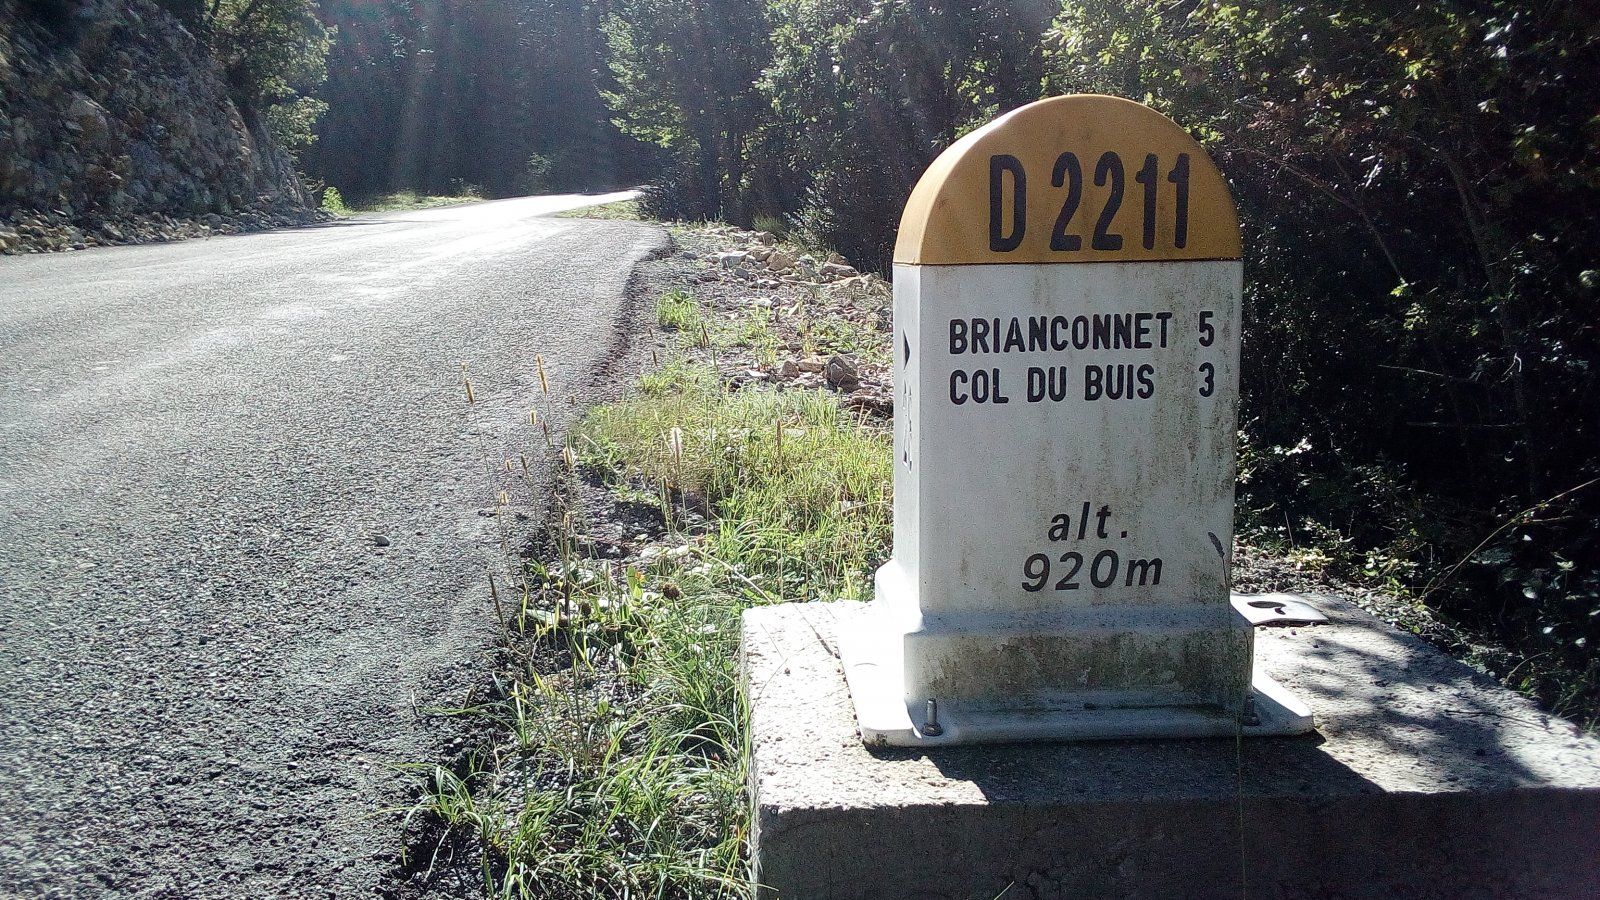 D 2211
BRIANCONNET 5
COL DU BUIS 3
alt.
920m